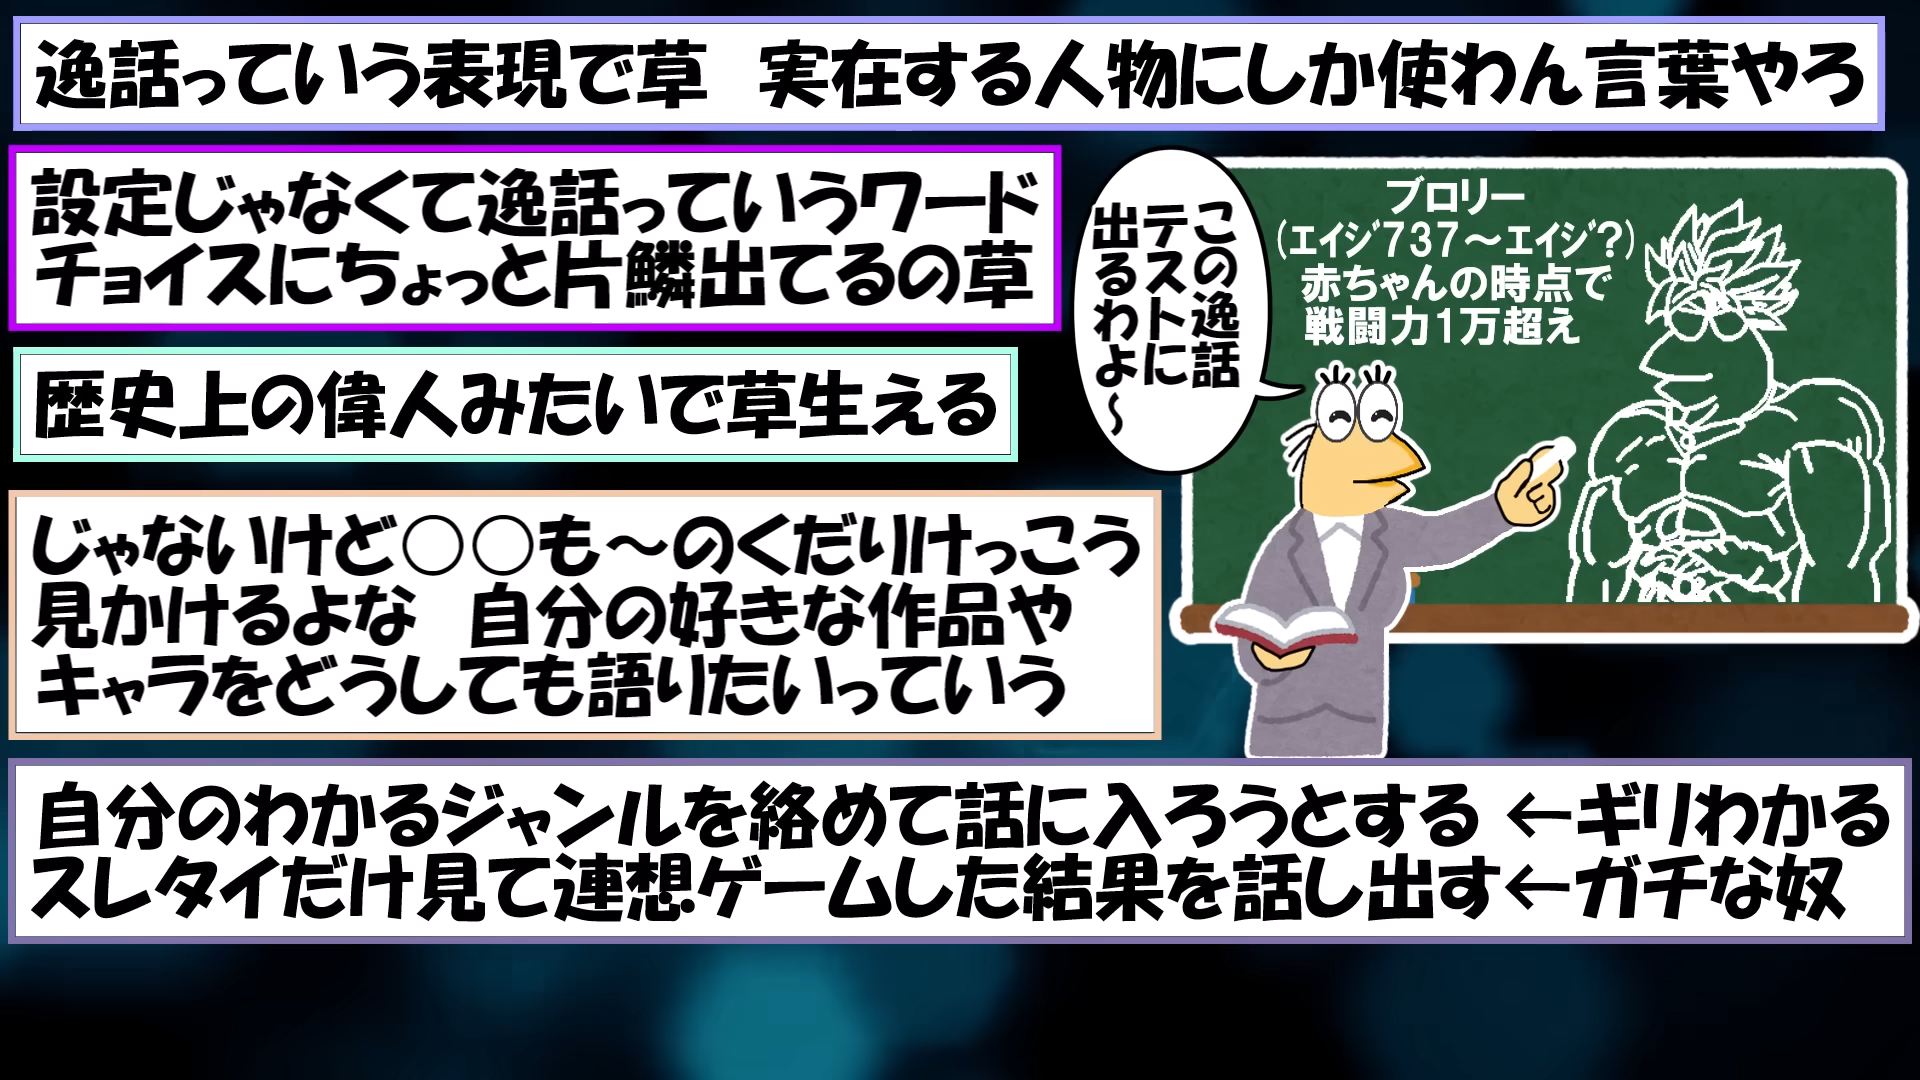 逸話っていう表現で草　実在する人物にしか使わん言葉やろ
設定じゃなくて逸話っていうワード
チョイスにちょっと片鱗出てるの草
歴史上の偉人みたいで草生える
じゃないけど○○も～のくだりけっこう
見かけるよな　自分の好きな作品や
キャラをどうしても語りたいっていう
自分のわかるジャンルを絡めて話に入ろうとする ←ギリわかる
スレタイだけ見て連想ゲームした結果を話し出す←ガチな奴
この逸話
テストに
出るわよ～
ブロリー
(エイジ737～エイジ?)
赤ちゃんの時点で
戦闘力1万超え